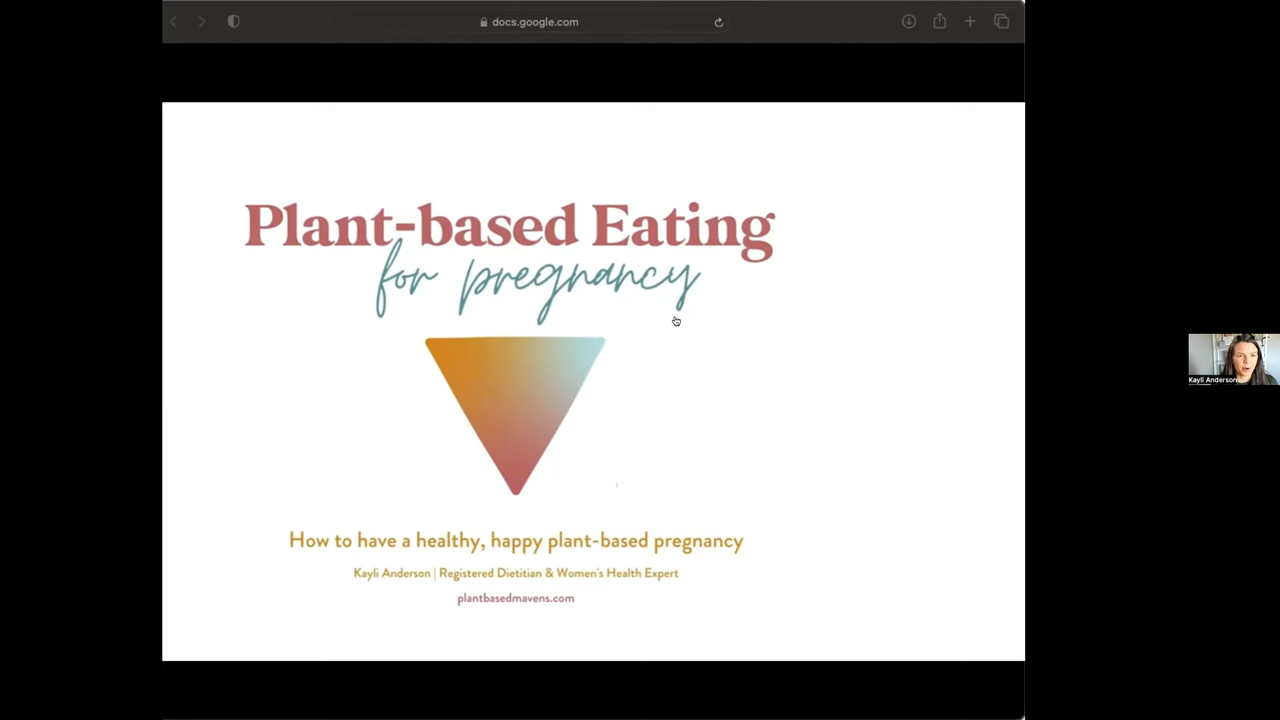 docs.google.com
Plant-based Eating
for pregnancy
How to have a healthy, happy plant-based pregnancy
Kayli Anderson | Registered Dietitian & Women's Health Expert
plantbasedmavens.com
Kayli Anderson